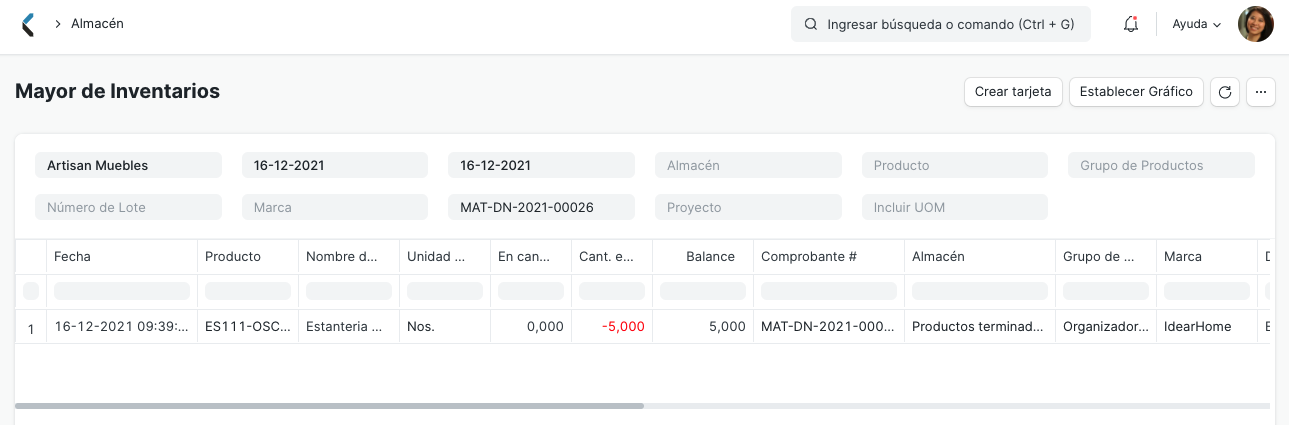 Almacén
Ingresar búsqueda o comando (Ctrl + G)
Ayuda
Mayor de Inventarios
Crear tarjeta
Establecer Gráfico
Artisan Muebles 16-12-2021 16-12-2021 Almacén Producto Grupo de Productos
Número de Lote Marca MAT-DN-2021-00026 Proyecto Incluir UOM
Fecha Producto Nombre d... Unidad ... En can... Cant. e... Balance Comprobante # Almacén Grupo de ... Marca
1 16-12-2021 09:39:... ES111-OSC... Estanteria ... Nos. 0,000 -5,000 5,000 MAT-DN-2021-000... Productos terminad... Organizador... IdearHome